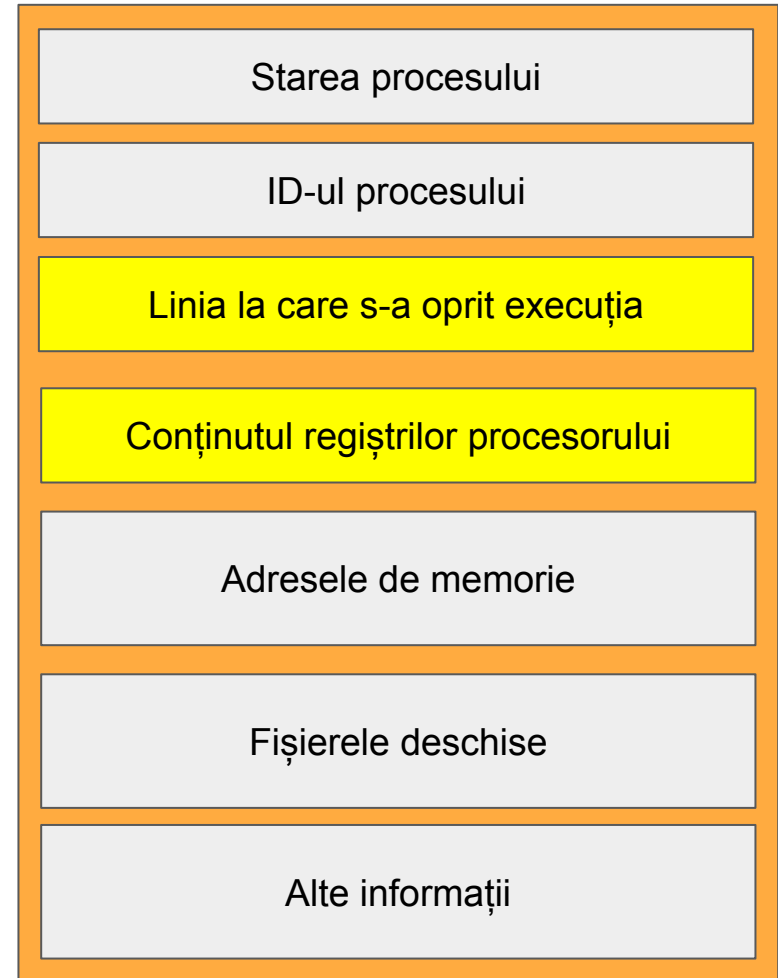 Starea procesului
ID-ul procesului
Linia la care s-a oprit execuția
Conținutul regiștrilor procesorului
Adresele de memorie
Fișierele deschise
Alte informații